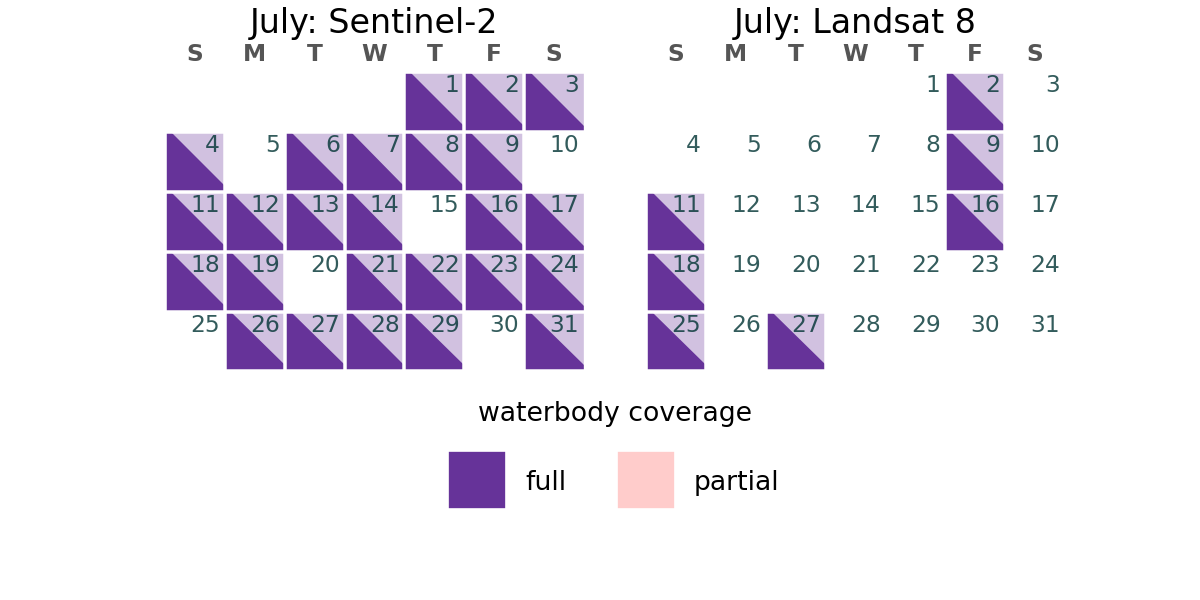 July: Sentinel-2
S M T W T F S
1 2 3
4 5 6 7 8 9 10
11 12 13 14 15 16 17
18 19 20 21 22 23 24
25 26 27 28 29 30 31
July: Landsat 8
S M T W T F S
1 2 3
4 5 6 7 8 9 10
11 12 13 14 15 16 17
18 19 20 21 22 23 24
25 26 27 28 29 30 31
waterbody coverage
full
partial